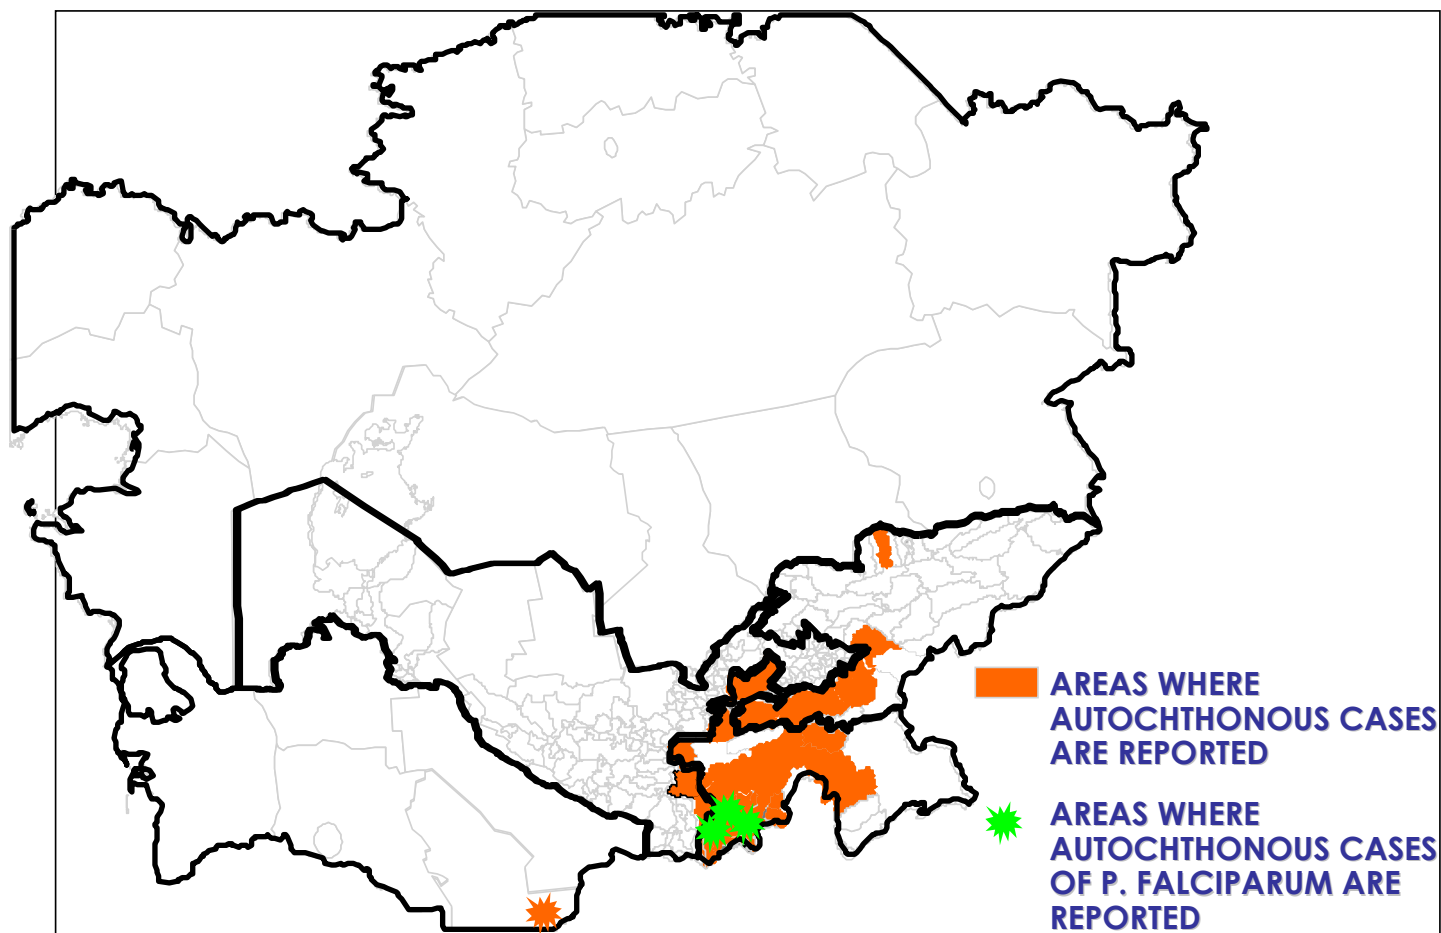 AREAS WHERE
AUTOCHTHONOUS CASES
ARE REPORTED
AREAS WHERE
AUTOCHTHONOUS CASES
OF P. FALCIPARUM ARE
REPORTED